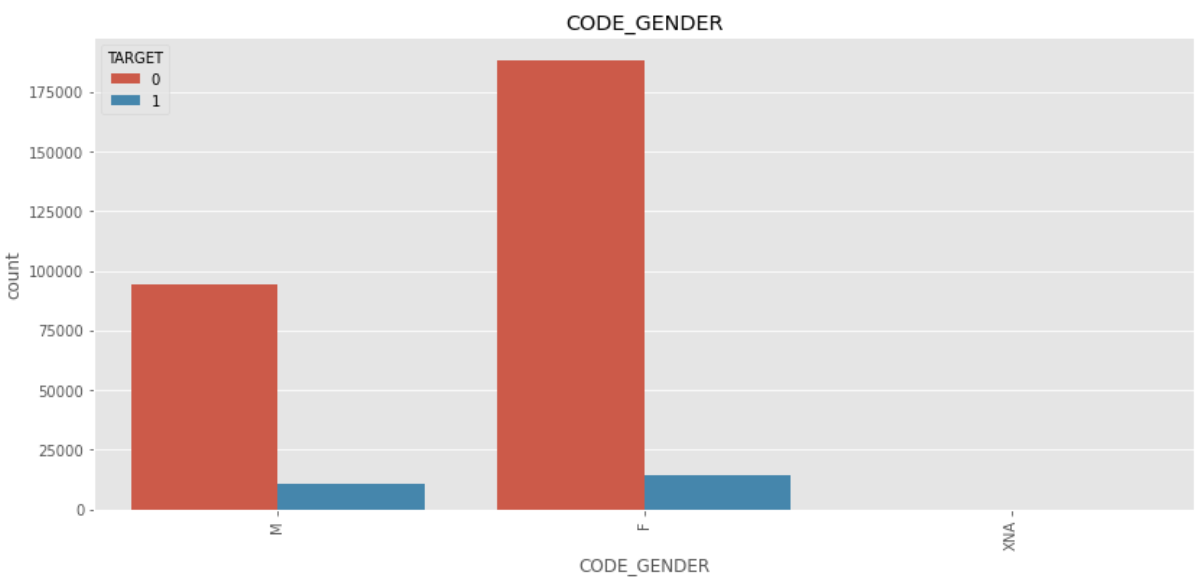 CODE_GENDER
TARGET
0
1
175000
150000
125000
100000
75000
50000
25000
0
count
M
F
XNA
CODE_GENDER